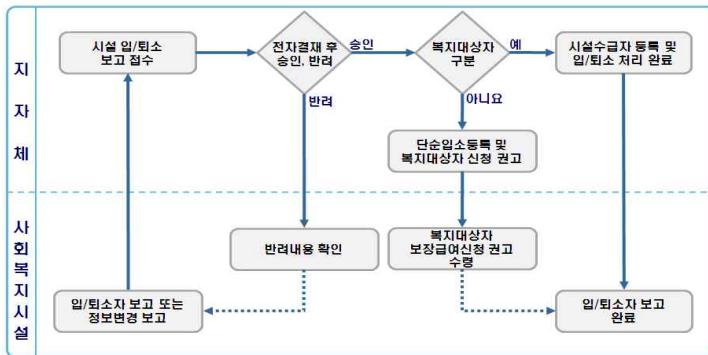 지자체
시설 입/퇴소
보고 접수
전자결재 후
승인, 반려
승인
복지대상자
구분
예
시설수급자 등록 및
입/퇴소 처리 완료
반려
아니요
단순입소등록 및
복지대상자 신청 권고
사회복지시설
반려내용 확인
복지대상자
보장급여신청 권고
수령
입/퇴소자 보고 또는
정보변경 보고
입/퇴소자 보고
완료